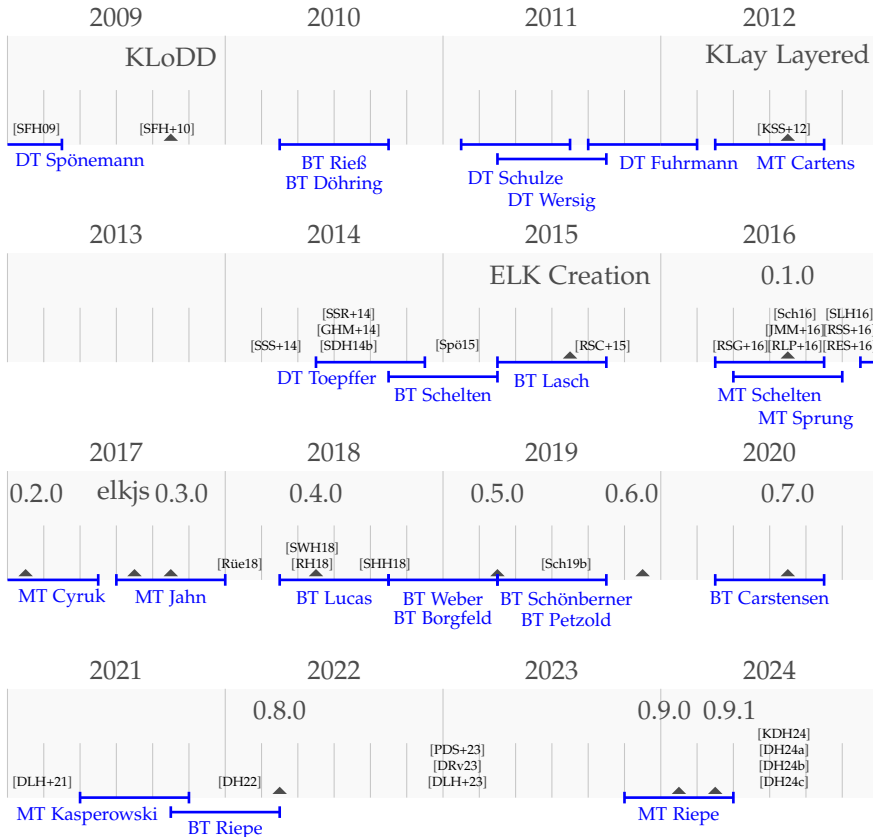 2009 2010 2011 2012
KLoDD KLay Layered
[SFH09] [SFH+10] [KSS+12]
DT Spönemann BT Rieß DT Schulze DT Fuhrmann MT Cartens
BT Döhring DT Wersig
2013 2014 2015 2016
ELK Creation 0.1.0
[SSR+14] [Sch16] [SLH16]
[GHM+14] [JMM+16] [RSS+16]
[SSS+14] [SDH14b] [Spö15] [RSC+15] [RSG+16] [RLP+16] [RES+16]
DT Toepffer BT Schelten BT Lasch MT Schelten
MT Sprung
2017 2018 2019 2020
0.2.0 elkjs 0.3.0 0.4.0 0.5.0 0.6.0 0.7.0
[SWH18]
[Rüe18] [RH18] [SHH18] [Sch19b]
MT Cyruk MT Jahn BT Lucas BT Weber BT Schönberner BT Carstensen
BT Borgfeld BT Petzold
2021 2022 2023 2024
0.8.0 0.9.0 0.9.1
[KDH24]
[PDS+23] [DH24a]
[DRv23] [DH24b]
[DLH+21] [DH22] [DLH+23] [DH24c]
MT Kasperowski BT Riepe MT Riepe